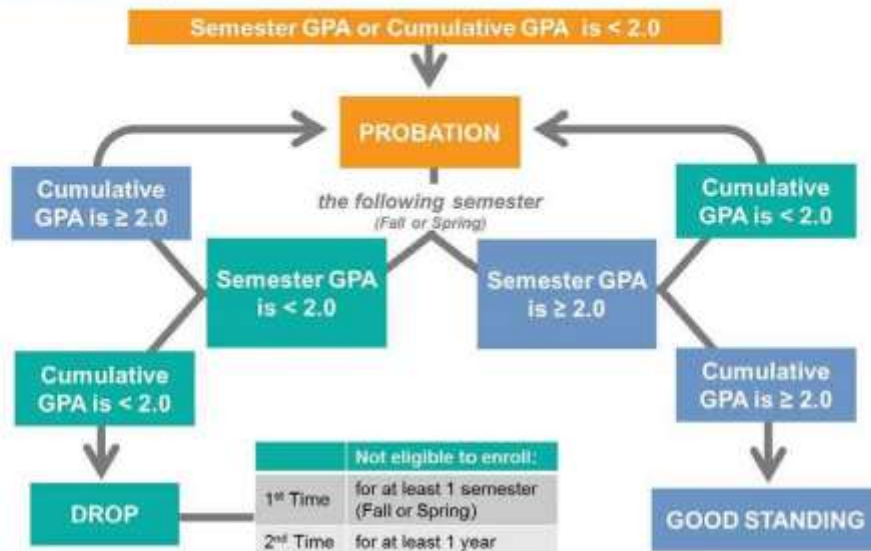 Semester GPA or Cumulative GPA is < 2.0
PROBATION
the following semester
(Fall or Spring)
Cumulative
GPA is ≥ 2.0
Cumulative
GPA is < 2.0
Semester GPA
is < 2.0
Semester GPA
is ≥ 2.0
Cumulative
GPA is < 2.0
Cumulative
GPA is ≥ 2.0
DROP
Not eligible to enroll:
1st Time for at least 1 semester
(Fall or Spring)
2nd Time for at least 1 year
GOOD STANDING